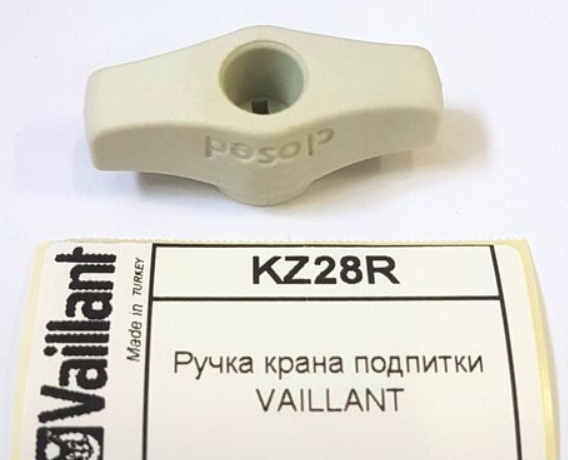 closed
Vaillant
Made in TURKEY
KZ28R
Ручка крана подпитки
VAILLANT